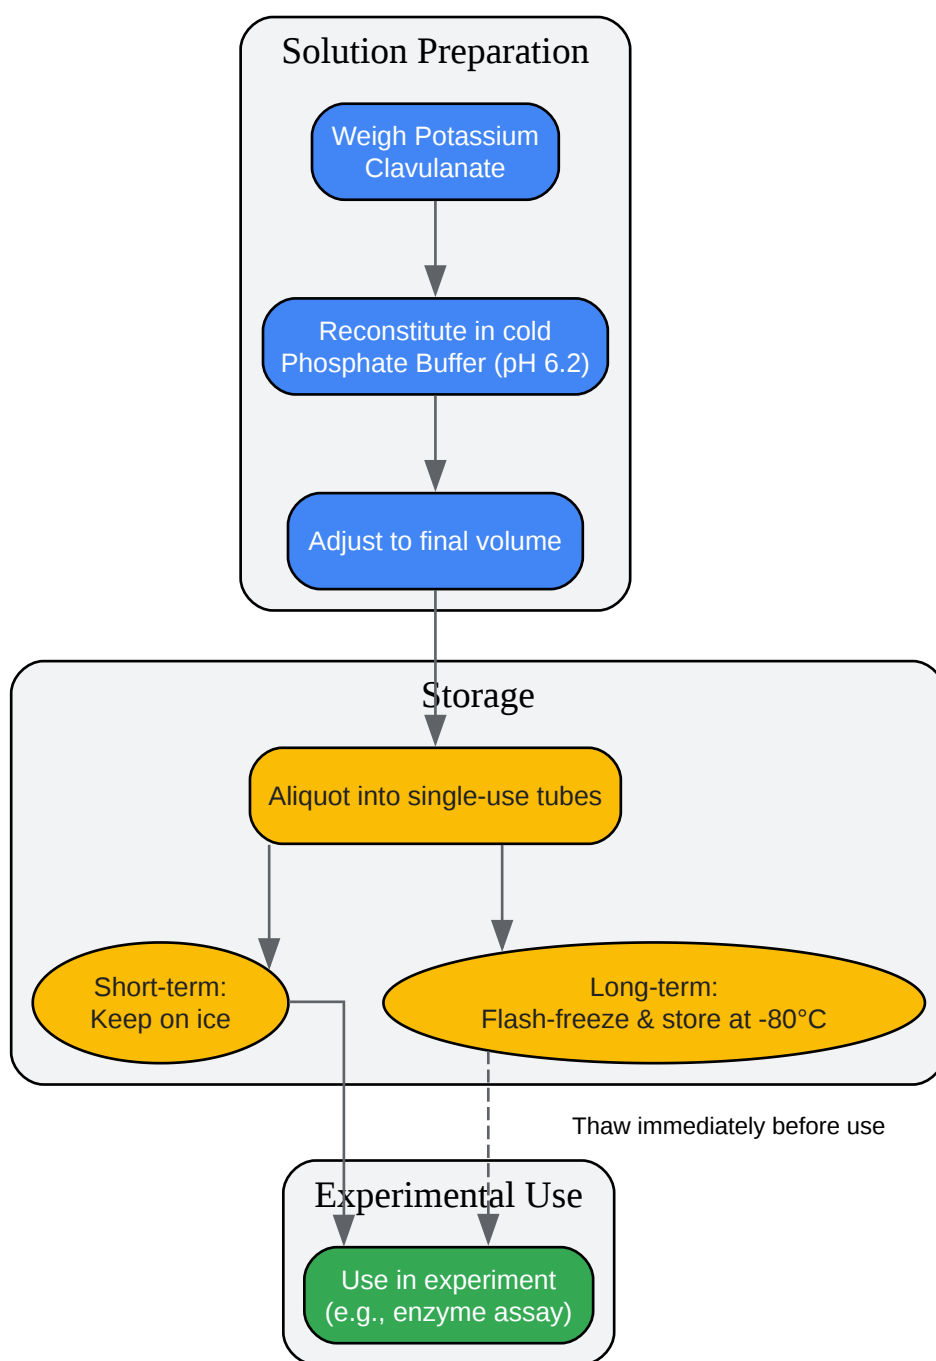 Solution Preparation
Weigh Potassium
Clavulanate
Reconstitute in cold
Phosphate Buffer (pH 6.2)
Adjust to final volume
Storage
Aliquot into single-use tubes
Short-term:
Keep on ice
Long-term:
Flash-freeze & store at -80°C
Thaw immediately before use
Experimental Use
Use in experiment
(e.g., enzyme assay)